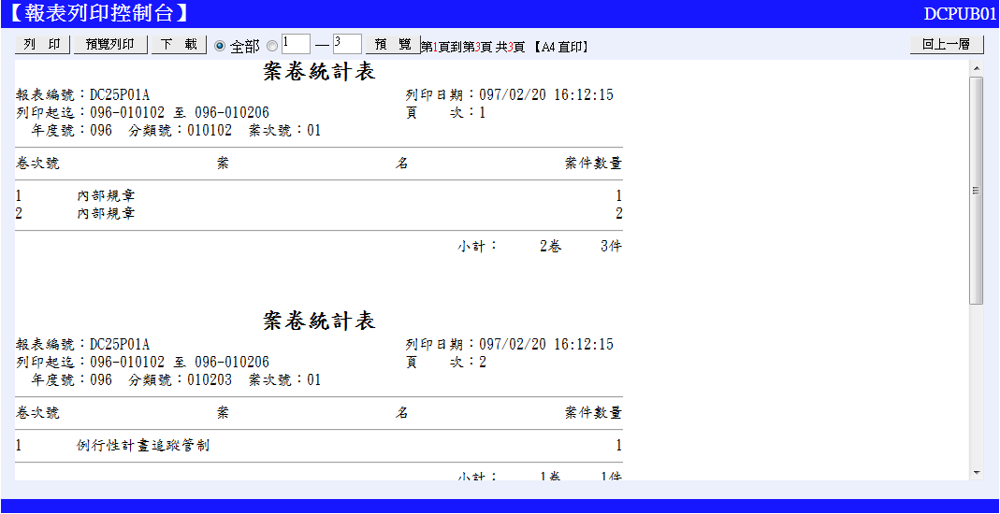 【報表列印控制台】 DCPUB01
列 印 預覽列印 下 載 全部 1 — 3 預 覽 第1頁到第3頁 共3頁 【A4 直印】 回上一層
案卷統計表
報表編號：DC25P01A 列印日期：097/02/20 16:12:15
列印起迄：096-010102 至 096-010206 頁 次：1
年度號：096 分類號：010102 案次號：01
卷次號 案 名 案件數量
1 內部規章 1
2 內部規章 2
小計： 2卷 3件
案卷統計表
報表編號：DC25P01A 列印日期：097/02/20 16:12:15
列印起迄：096-010102 至 096-010206 頁 次：2
年度號：096 分類號：010203 案次號：01
卷次號 案 名 案件數量
1 例行性計畫追蹤管制 1
小計： 1卷 1件